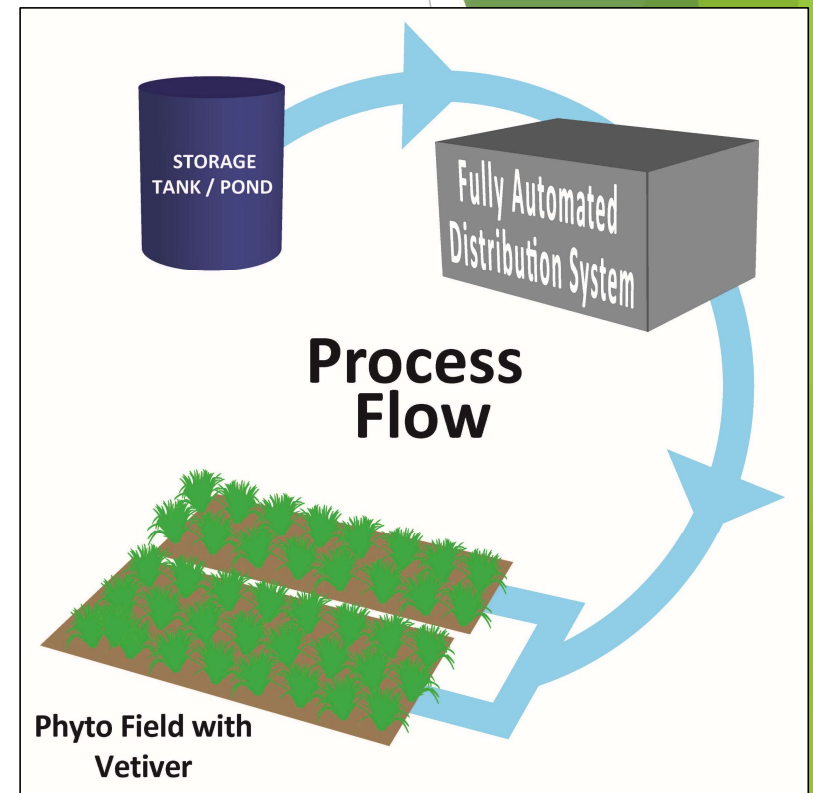 STORAGE
TANK / POND
Fully Automated
Distribution System
Process
Flow
Phyto Field with
Vetiver